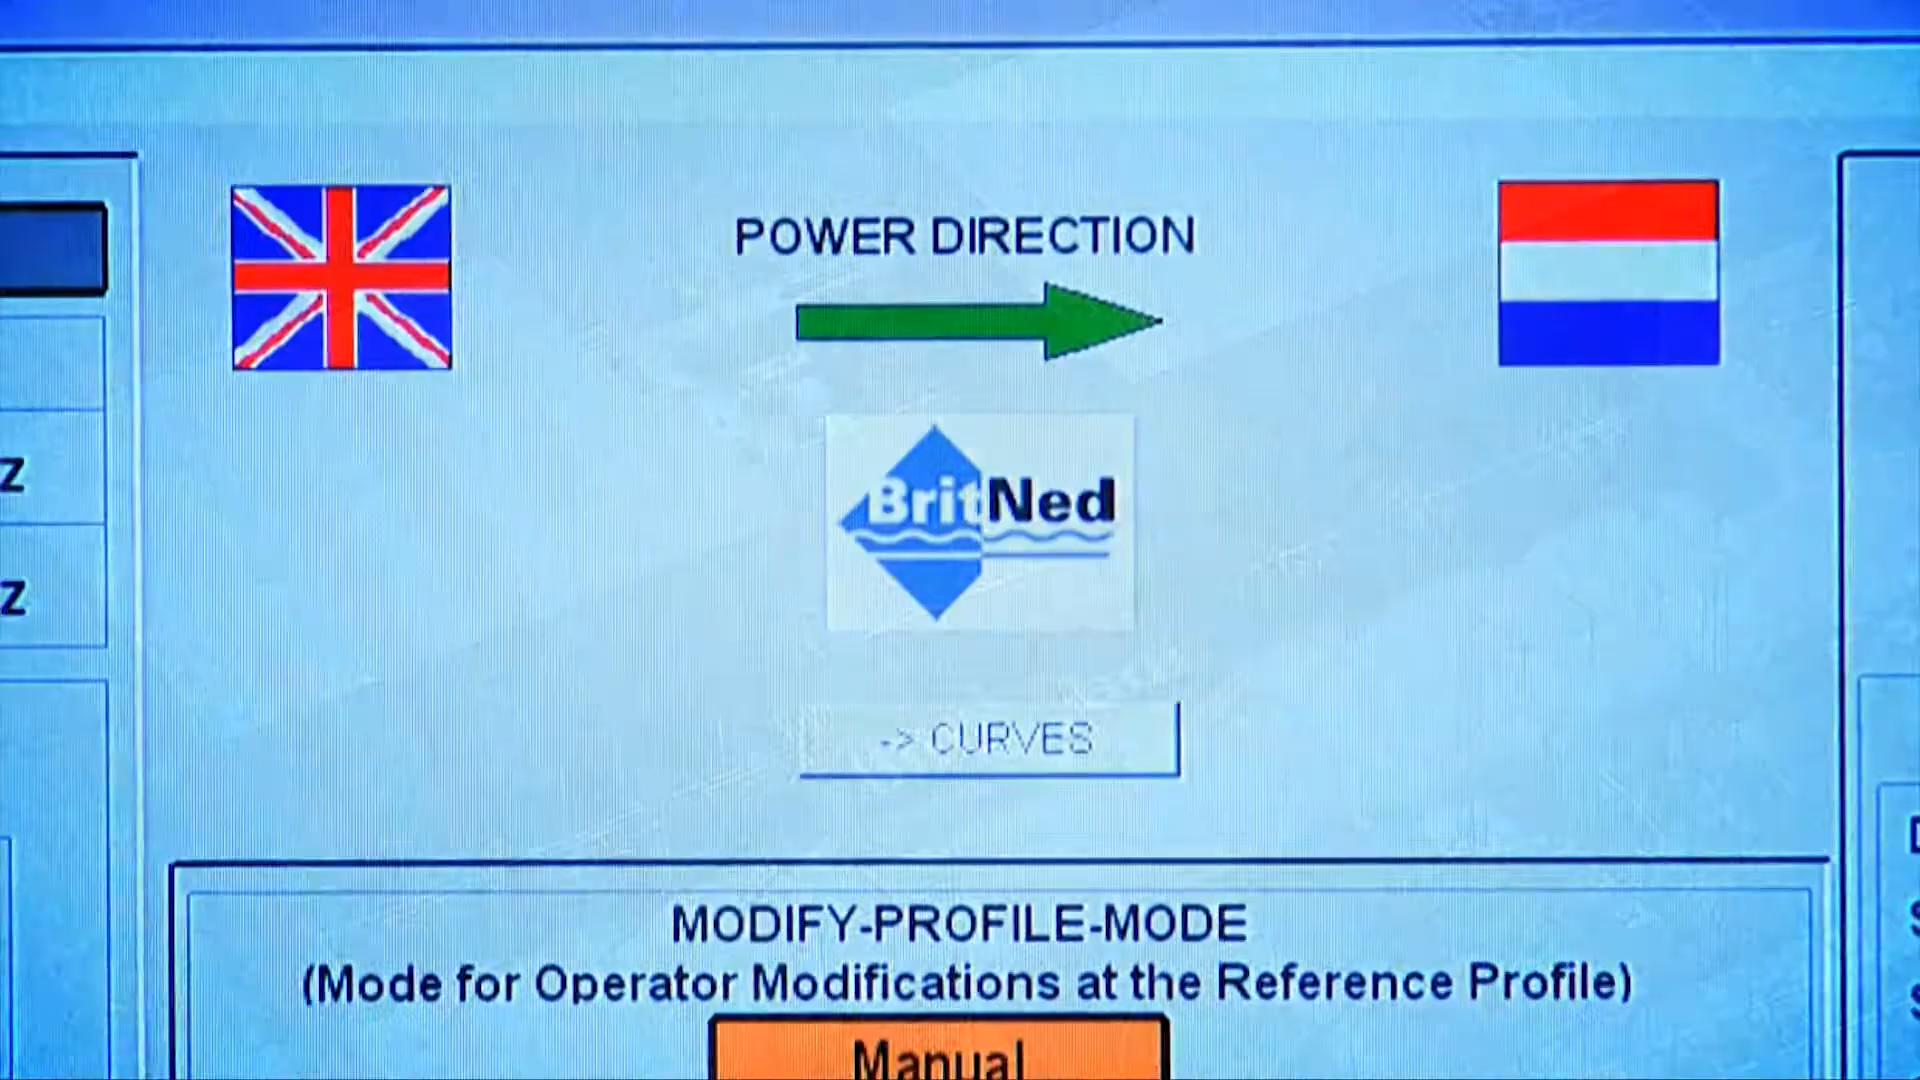 POWER DIRECTION
BritNed
-> CURVES
Z
Z
MODIFY-PROFILE-MODE
(Mode for Operator Modifications at the Reference Profile)
Manual